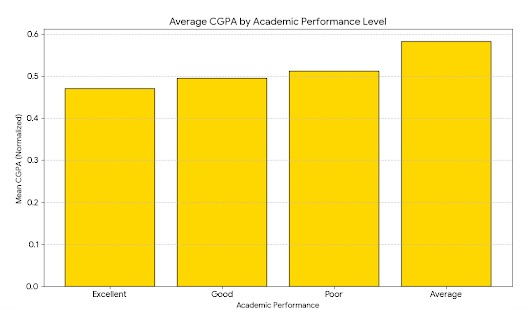 Average CGPA by Academic Performance Level
Mean CGPA (Normalized)
0.6
0.5
0.4
0.3
0.2
0.1
0.0
Excellent Good Poor Average
Academic Performance